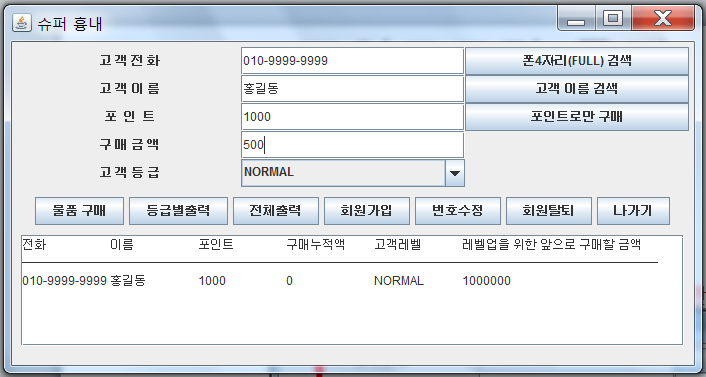 슈퍼 흉내
고 객 전 화 010-9999-9999 폰4자리(FULL) 검색
고 객 이 름 홍길동 고객 이름 검색
포 인 트 1000 포인트로만 구매
구 매 금 액 500
고 객 등 급 NORMAL
물품 구매 등급별출력 전체출력 회원가입 번호수정 회원탈퇴 나가기
전화 이름 포인트 구매누적액 고객레벨 레벨업을 위한 앞으로 구매할 금액
010-9999-9999 홍길동 1000 0 NORMAL 1000000